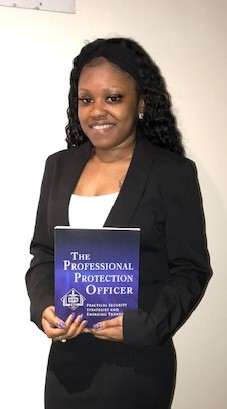 THE
PROFESSIONAL
PROTECTION
OFFICER
PRACTICAL SECURITY
STRATEGIES AND
EMERGING TRENDS